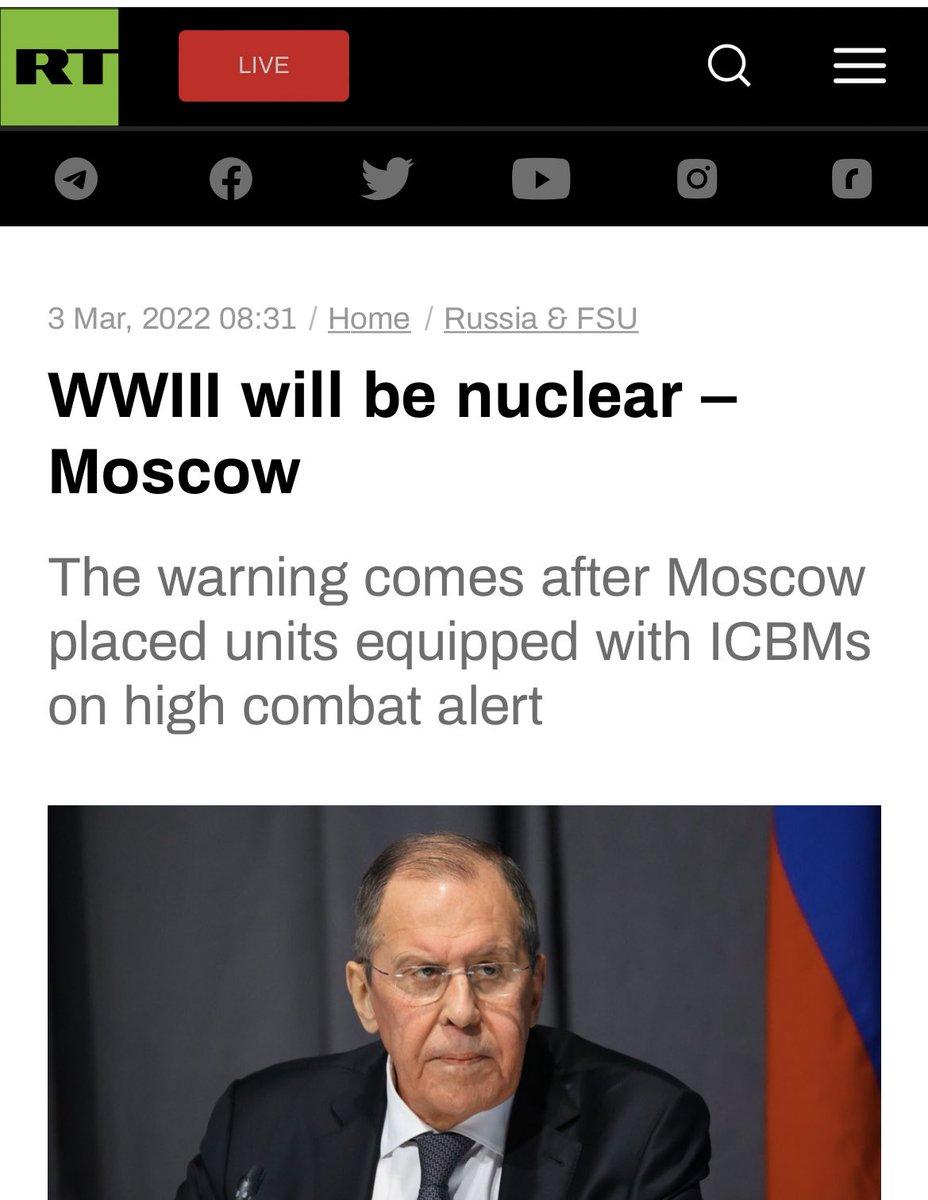 RT
LIVE
3 Mar, 2022 08:31 / Home / Russia & FSU
WWIII will be nuclear –
Moscow
The warning comes after Moscow
placed units equipped with ICBMs
on high combat alert